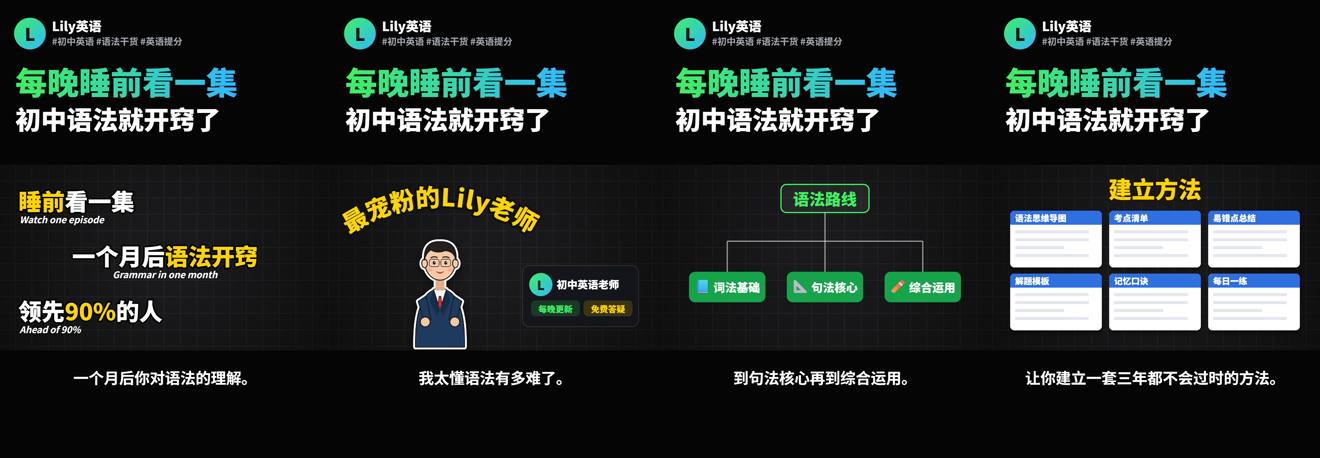 L
Lily英语
#初中英语 #语法干货 #英语提分
每晚睡前看一集
初中语法就开窍了
睡前看一集
Watch one episode
一个月后语法开窍
Grammar in one month
领先90%的人
Ahead of 90%
一个月后你对语法的理解。
L
Lily英语
#初中英语 #语法干货 #英语提分
每晚睡前看一集
初中语法就开窍了
最宠粉的Lily老师
L
初中英语老师
每晚更新
免费答疑
我太懂语法有多难了。
L
Lily英语
#初中英语 #语法干货 #英语提分
每晚睡前看一集
初中语法就开窍了
语法路线
词法基础
句法核心
综合运用
到句法核心再到综合运用。
L
Lily英语
#初中英语 #语法干货 #英语提分
每晚睡前看一集
初中语法就开窍了
建立方法
语法思维导图
考点清单
易错点总结
解题模板
记忆口诀
每日一练
让你建立一套三年都不会过时的方法。